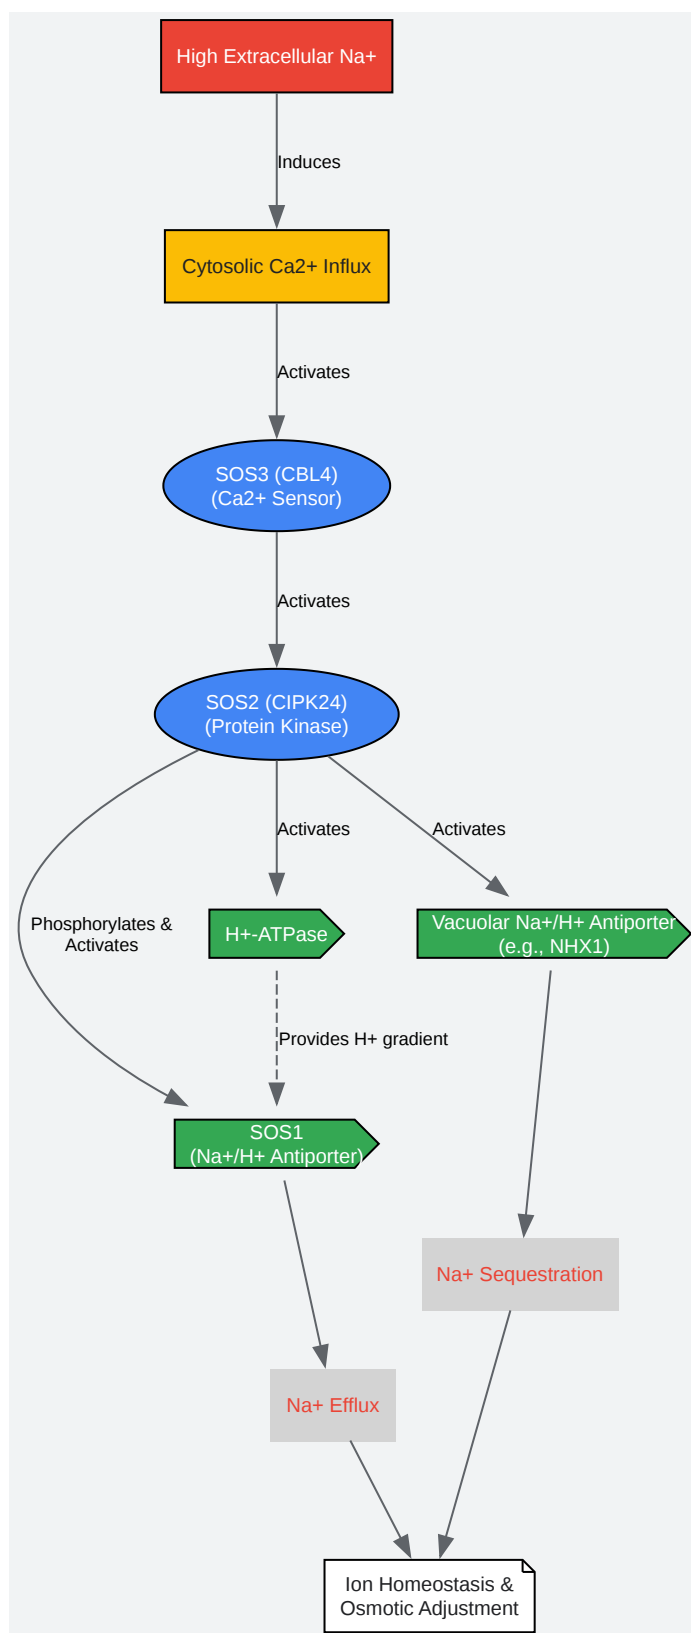 High Extracellular Na+
Induces
Cytosolic Ca2+ Influx
Activates
SOS3 (CBL4)
(Ca2+ Sensor)
Activates
SOS2 (CIPK24)
(Protein Kinase)
Activates
Activates
Phosphorylates &
Activates
H+-ATPase
Vacuolar Na+/H+ Antiporter
(e.g., NHX1)
Provides H+ gradient
SOS1
(Na+/H+ Antiporter)
Na+ Sequestration
Na+ Efflux
Ion Homeostasis &
Osmotic Adjustment